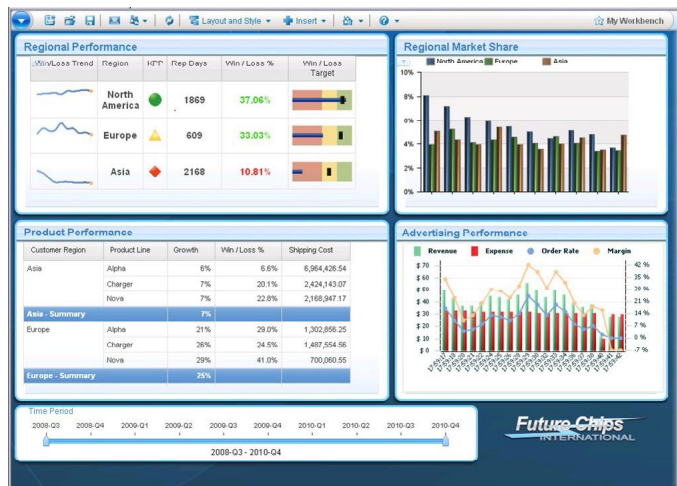 Layout and Style
Insert
My Workbench
Regional Performance
Win/Loss Trend Region KPP Rep Days Win / Loss % Win / Loss Target
North America 1869 37.06%
Europe 609 33.03%
Asia 2168 10.81%
Regional Market Share
North America Europe Asia
10%
8%
6%
4%
2%
Product Performance
Customer Region Product Line Growth Win / Loss % Shipping Cost
Asia Alpha 6% 6.6% 6,964,426.54
Charger 7% 20.1% 2,424,143.07
Nova 7% 22.8% 2,168,947.17
Asia - Summary 7%
Europe Alpha 21% 29.0% 1,302,856.25
Charger 26% 24.5% 1,487,554.56
Nova 29% 41.0% 700,060.55
Europe - Summary 25%
Advertising Performance
Revenue Expense Order Rate Margin
$ 70 42 %
$ 60 35 %
$ 50 29 %
$ 40 21 %
$ 30 14 %
$ 20 7 %
$ 10 0 %
$ 0 -7 %
Time Period
2008-Q3 2008-Q4 2009-Q1 2009-Q2 2009-Q3 2009-Q4 2010-Q1 2010-Q2 2010-Q3 2010-Q4
2008-Q3 - 2010-Q4
Future Chips
INTERNATIONAL